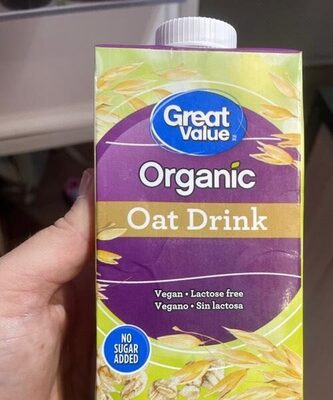 Great
Value
Organic
Oat Drink
Vegan • Lactose free
Vegano • Sin lactosa
NO
SUGAR
ADDED